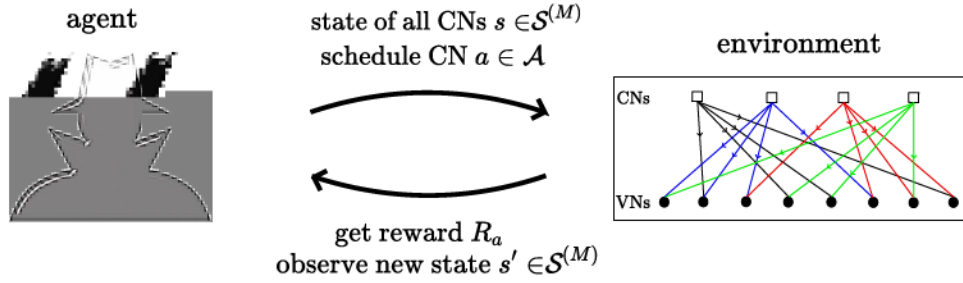 agent
state of all CNs s ∈ 𝒮^(M)
schedule CN a ∈ 𝒜
environment
CNs
VNs
get reward R_a
observe new state s′ ∈ 𝒮^(M)